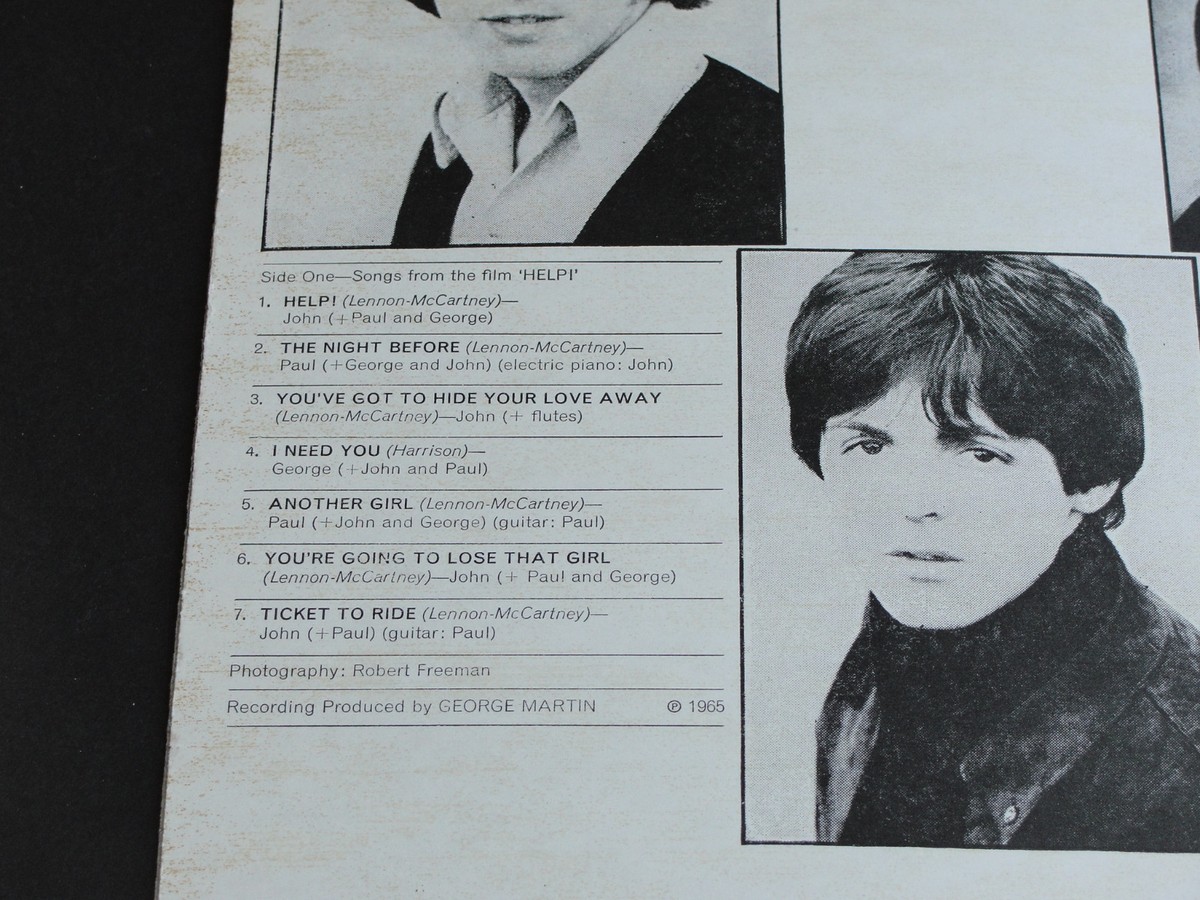 Side One—Songs from the film 'HELP!'
1. HELP! (Lennon-McCartney)—
John (+Paul and George)
2. THE NIGHT BEFORE (Lennon-McCartney)—
Paul (+George and John) (electric piano: John)
3. YOU'VE GOT TO HIDE YOUR LOVE AWAY
(Lennon-McCartney)—John (+ flutes)
4. I NEED YOU (Harrison)—
George (+John and Paul)
5. ANOTHER GIRL (Lennon-McCartney)—
Paul (+John and George) (guitar: Paul)
6. YOU'RE GOING TO LOSE THAT GIRL
(Lennon-McCartney)—John (+ Paul and George)
7. TICKET TO RIDE (Lennon-McCartney)—
John (+Paul) (guitar: Paul)
Photography: Robert Freeman
Recording Produced by GEORGE MARTIN ℗ 1965